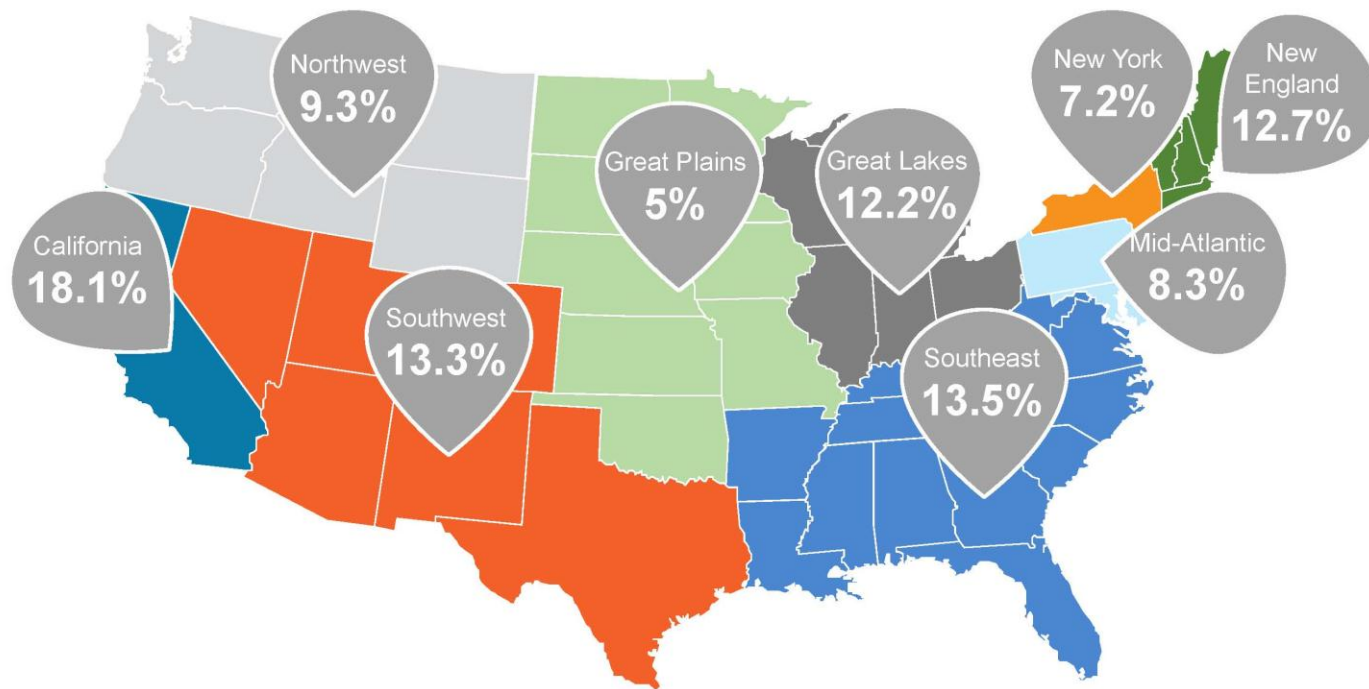 Northwest
9.3%
New York
7.2%
New
England
12.7%
Great Plains
5%
Great Lakes
12.2%
California
18.1%
Mid-Atlantic
8.3%
Southwest
13.3%
Southeast
13.5%